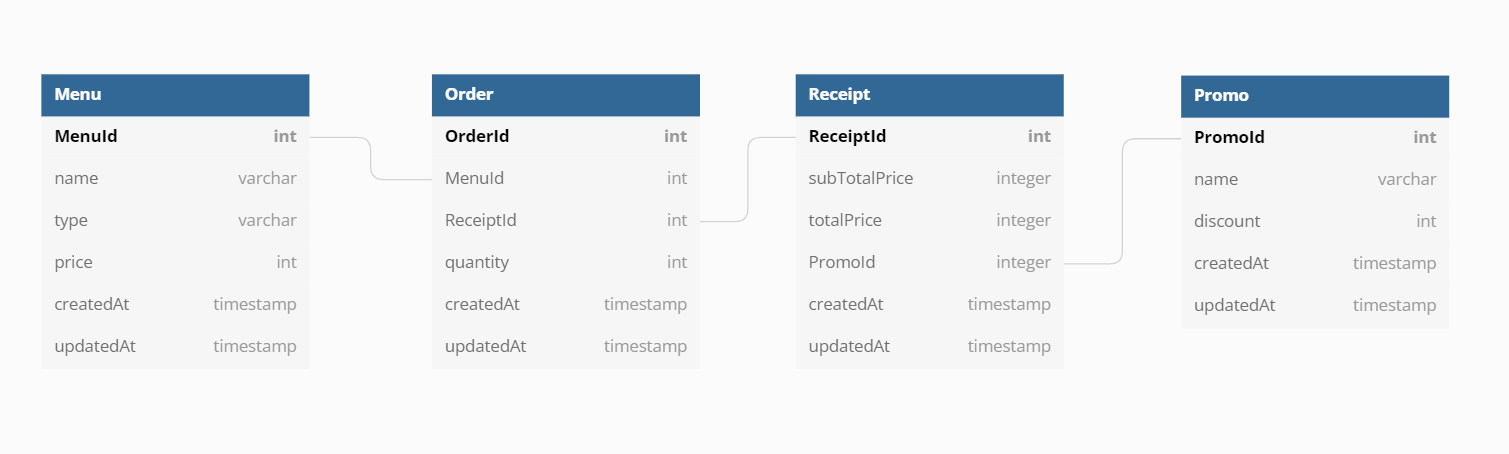 Menu
MenuId int
name varchar
type varchar
price int
createdAt timestamp
updatedAt timestamp
Order
OrderId int
MenuId int
ReceiptId int
quantity int
createdAt timestamp
updatedAt timestamp
Receipt
ReceiptId int
subTotalPrice integer
totalPrice integer
PromoId integer
createdAt timestamp
updatedAt timestamp
Promo
PromoId int
name varchar
discount int
createdAt timestamp
updatedAt timestamp